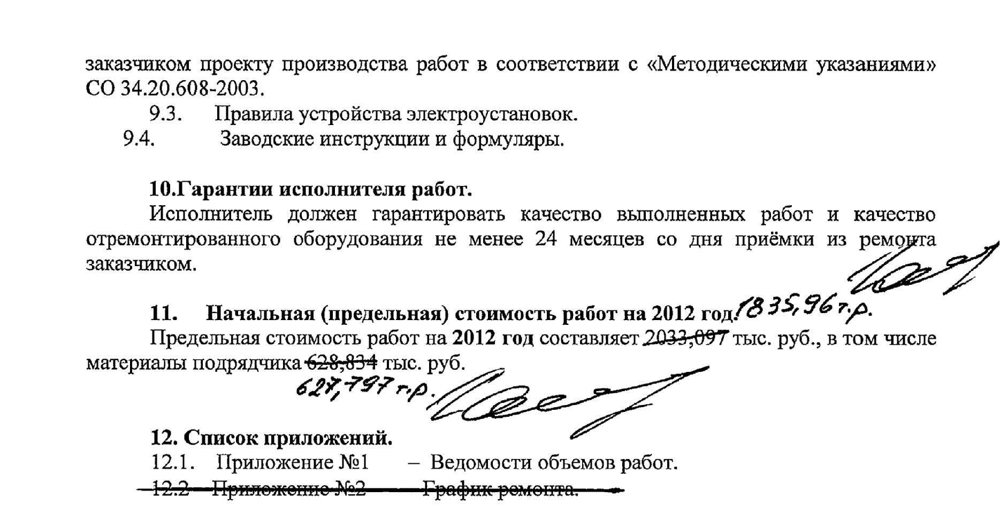 заказчиком проекту производства работ в соответствии с «Методическими указаниями»
СО 34.20.608-2003.
9.3. Правила устройства электроустановок.
9.4. Заводские инструкции и формуляры.
10.Гарантии исполнителя работ.
Исполнитель должен гарантировать качество выполненных работ и качество
отремонтированного оборудования не менее 24 месяцев со дня приёмки из ремонта
заказчиком.
11. Начальная (предельная) стоимость работ на 2012 год. 1835,96 т.р.
Предельная стоимость работ на 2012 год составляет 2033,097 тыс. руб., в том числе
материалы подрядчика 628,834 тыс. руб.
627,797 т.р.
12. Список приложений.
12.1. Приложение №1 – Ведомости объемов работ.
12.2 Приложение №2 График ремонта.